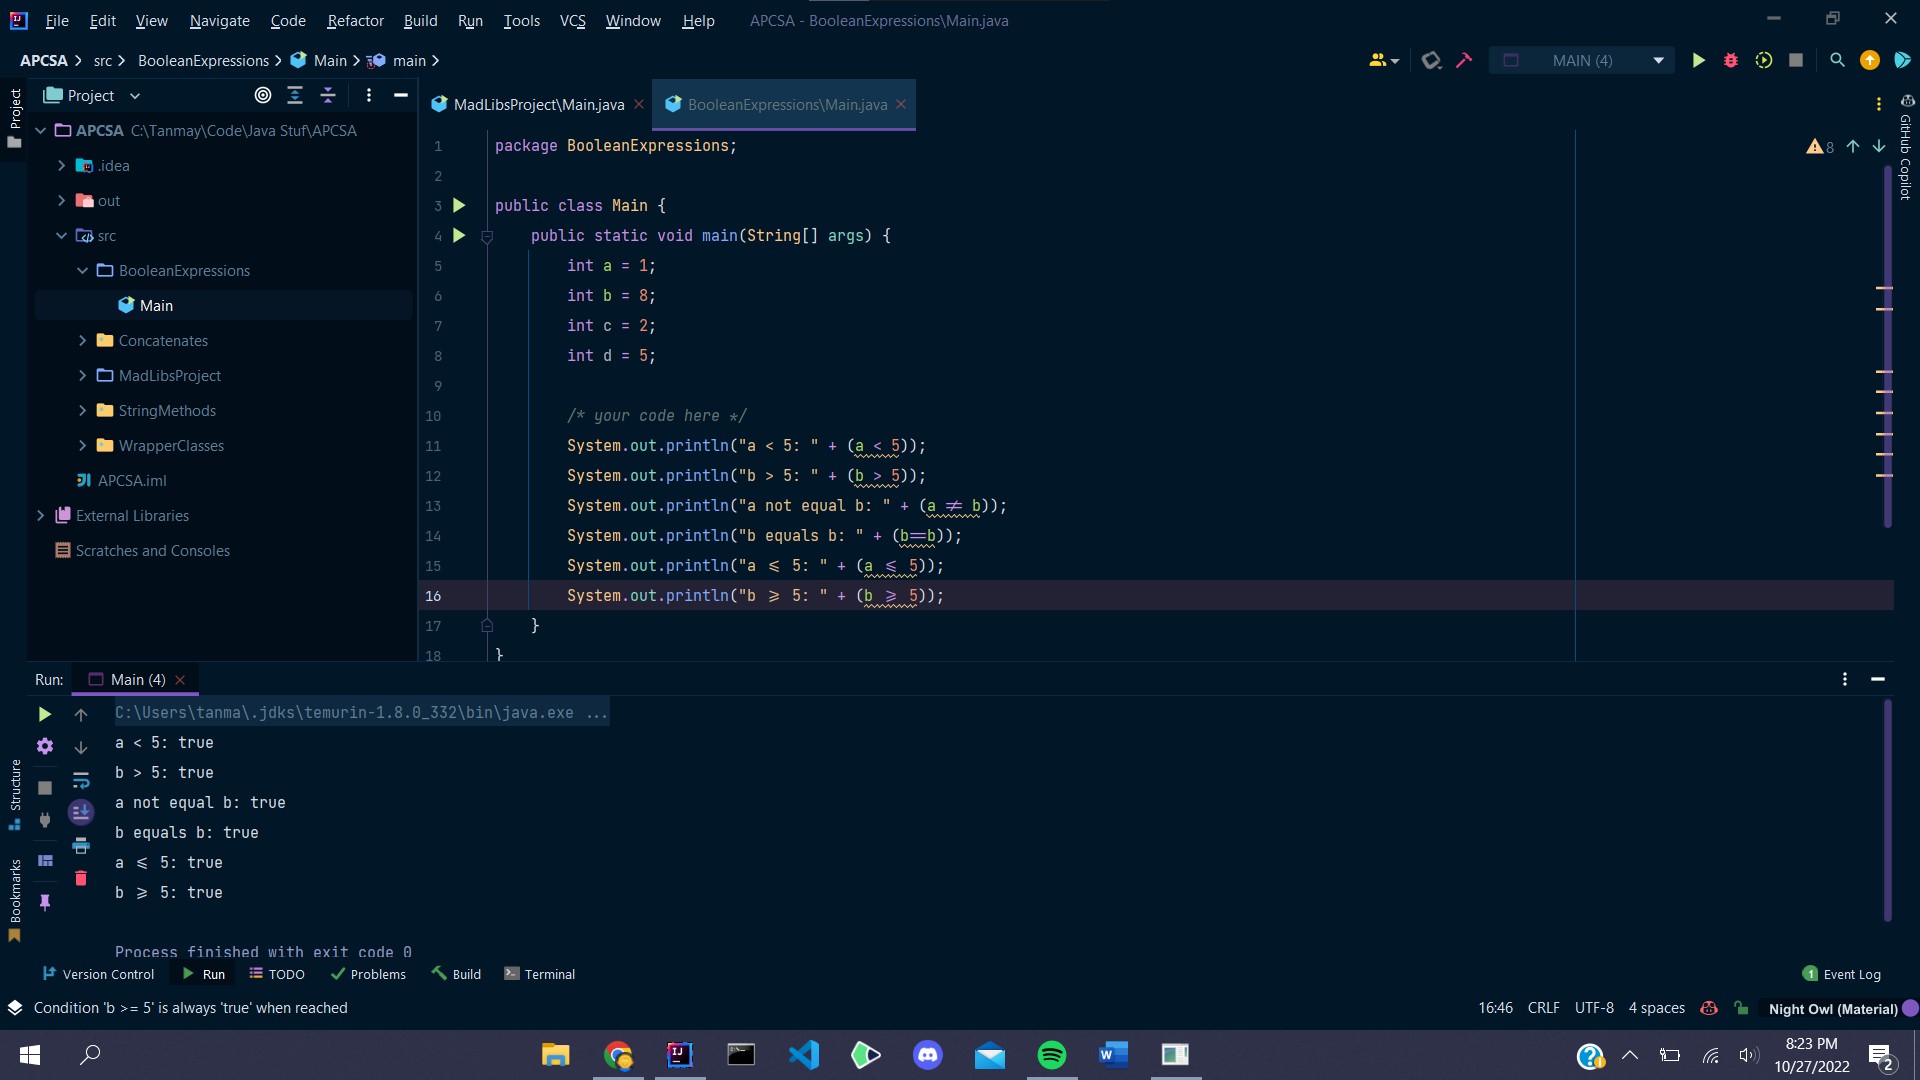 File Edit View Navigate Code Refactor Build Run Tools VCS Window Help APCSA - BooleanExpressions\Main.java
APCSA src BooleanExpressions Main main MAIN (4)
Project
Project
MadLibsProject\Main.java BooleanExpressions\Main.java
APCSA C:\Tanmay\Code\Java Stuf\APCSA
.idea
out
src
BooleanExpressions
Main
Concatenates
MadLibsProject
StringMethods
WrapperClasses
APCSA.iml
External Libraries
Scratches and Consoles
8
GitHub Copilot
1 package BooleanExpressions;
2
3 public class Main {
4 public static void main(String[] args) {
5 int a = 1;
6 int b = 8;
7 int c = 2;
8 int d = 5;
9
10 /* your code here */
11 System.out.println("a < 5: " + (a < 5));
12 System.out.println("b > 5: " + (b > 5));
13 System.out.println("a not equal b: " + (a ≠ b));
14 System.out.println("b equals b: " + (b==b));
15 System.out.println("a ⩽ 5: " + (a ⩽ 5));
16 System.out.println("b ⩾ 5: " + (b ⩾ 5));
17 }
18 }
Run: Main (4)
C:\Users\tanma\.jdks\temurin-1.8.0_332\bin\java.exe ...
a < 5: true
b > 5: true
a not equal b: true
b equals b: true
a ⩽ 5: true
b ⩾ 5: true
Process finished with exit code 0
Structure
Bookmarks
Version Control Run TODO Problems Build Terminal 1 Event Log
Condition 'b >= 5' is always 'true' when reached 16:46 CRLF UTF-8 4 spaces Night Owl (Material)
8:23 PM
10/27/2022
2